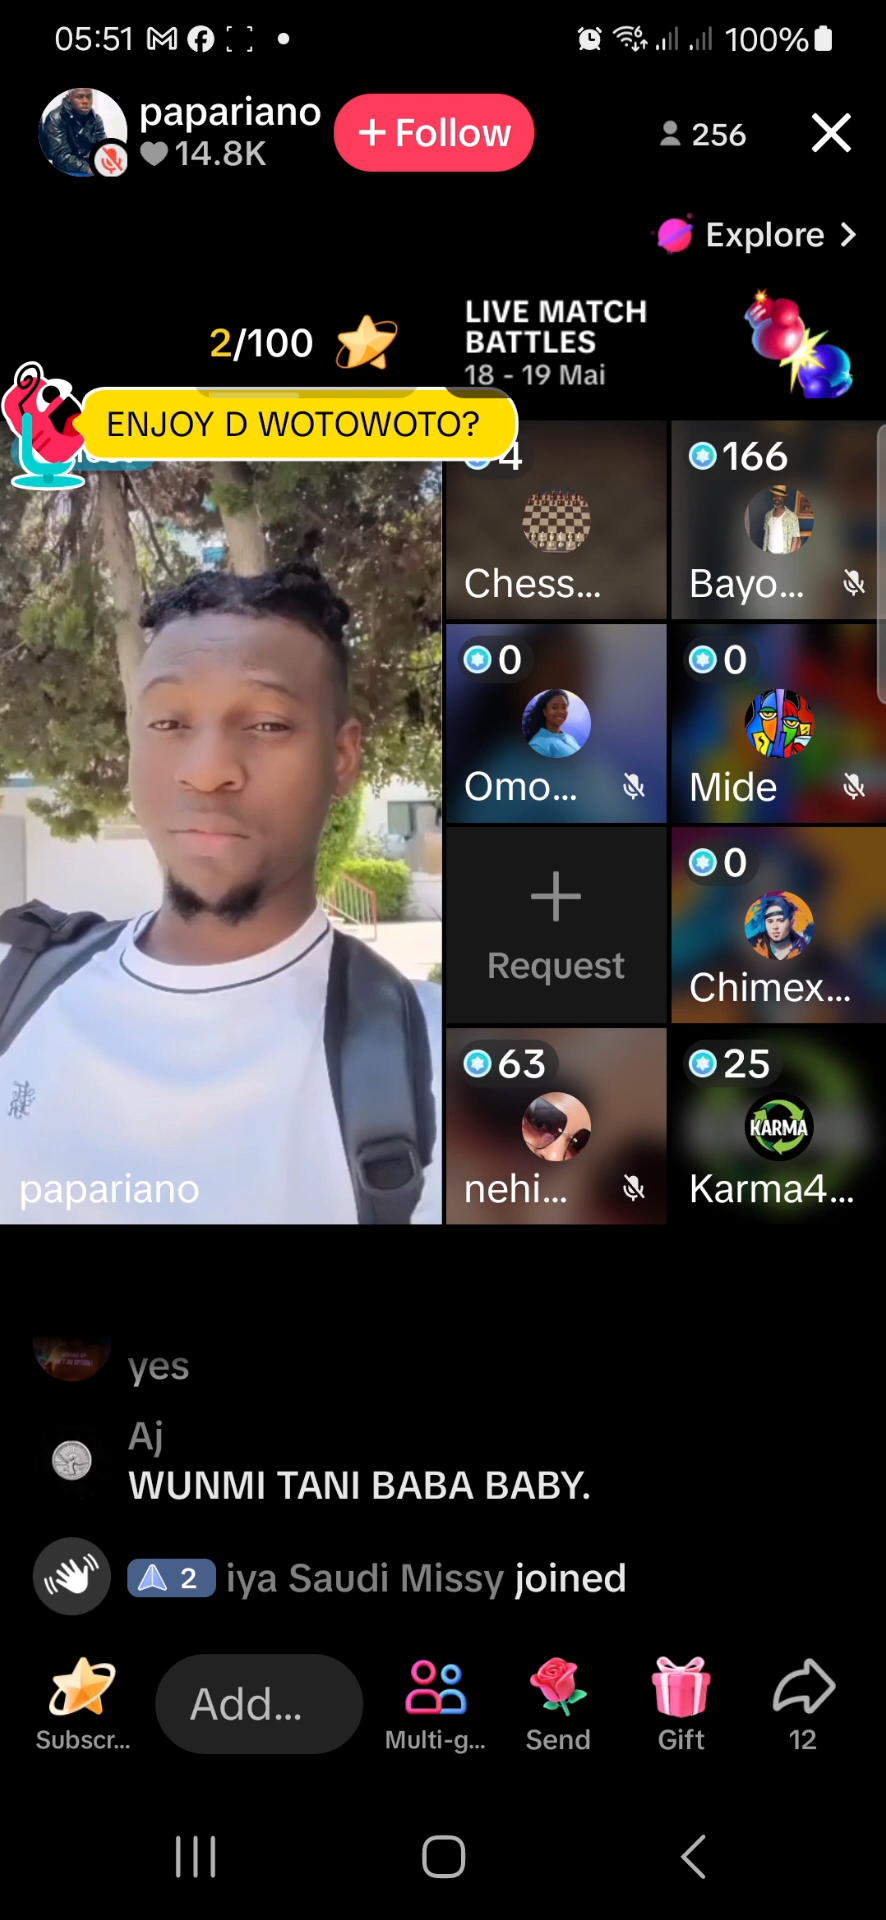 05:51
100%
papariano
14.8K
+ Follow
256
Explore >
2/100
LIVE MATCH
BATTLES
18 - 19 Mai
ENJOY D WOTOWOTO?
4
166
Chess...
Bayo...
0
0
Omo...
Mide
Request
0
Chimex...
63
25
KARMA
nehi...
Karma4...
papariano
yes
Aj
WUNMI TANI BABA BABY.
2 iya Saudi Missy joined
Add...
Subscr...
Multi-g...
Send
Gift
12